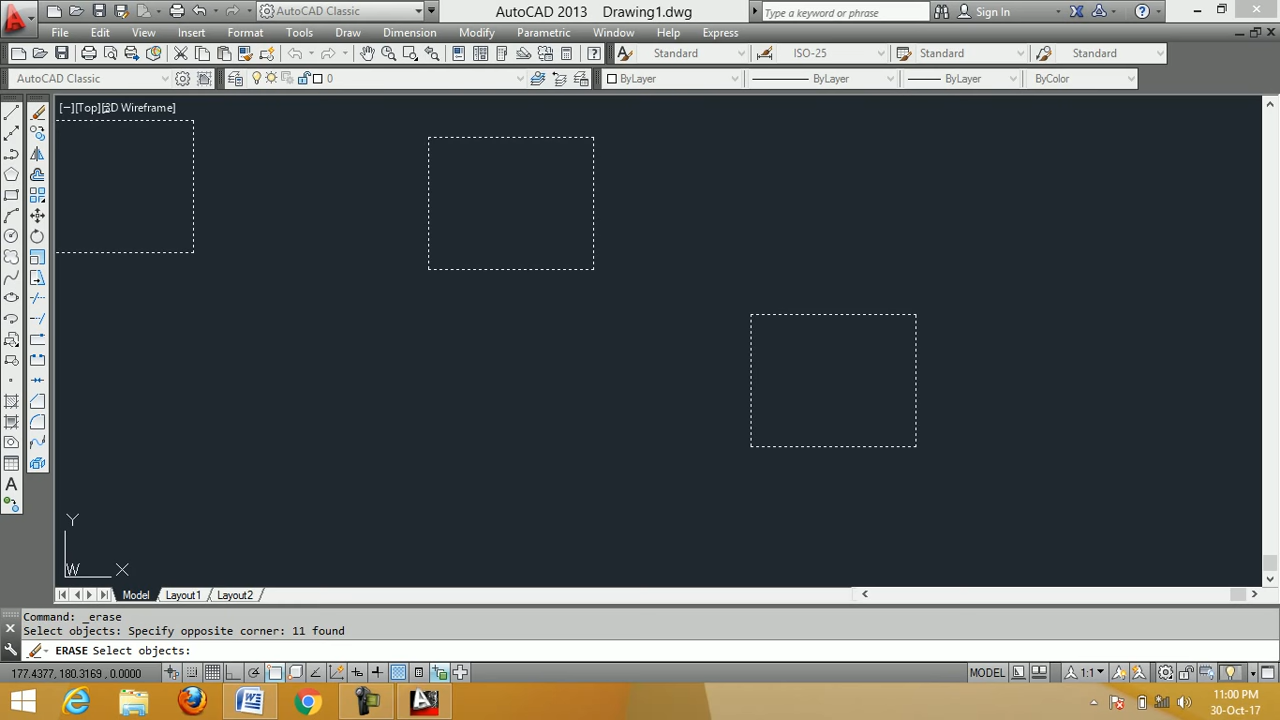 AutoCAD Classic
AutoCAD 2013 Drawing1.dwg
Type a keyword or phrase
Sign In
File Edit View Insert Format Tools Draw Dimension Modify Parametric Window Help Express
Standard ISO-25 Standard Standard
AutoCAD Classic 0 ByLayer ByLayer ByLayer ByColor
[−][Top][2D Wireframe]
A
Y
W X
Model Layout1 Layout2
Command: _erase
Select objects: Specify opposite corner: 11 found
ERASE Select objects:
177.4377, 180.3169, 0.0000 MODEL 1:1
11:00 PM
30-Oct-17